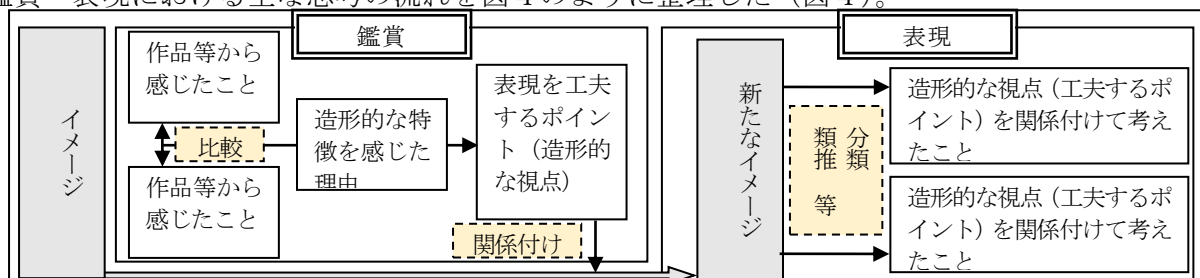 鑑賞・表現における主な思考の流れを図４のように整理した（図４）。
イメージ
鑑賞
作品等から
感じたこと
比較
作品等から
感じたこと
造形的な特
徴を感じた
理由
表現を工夫
するポイン
ト（造形的
な視点）
関係付け
新たなイメージ
表現
分類
類推　等
造形的な視点（工夫するポ
イント）を関係付けて考え
たこと
造形的な視点（工夫するポ
イント）を関係付けて考え
たこと